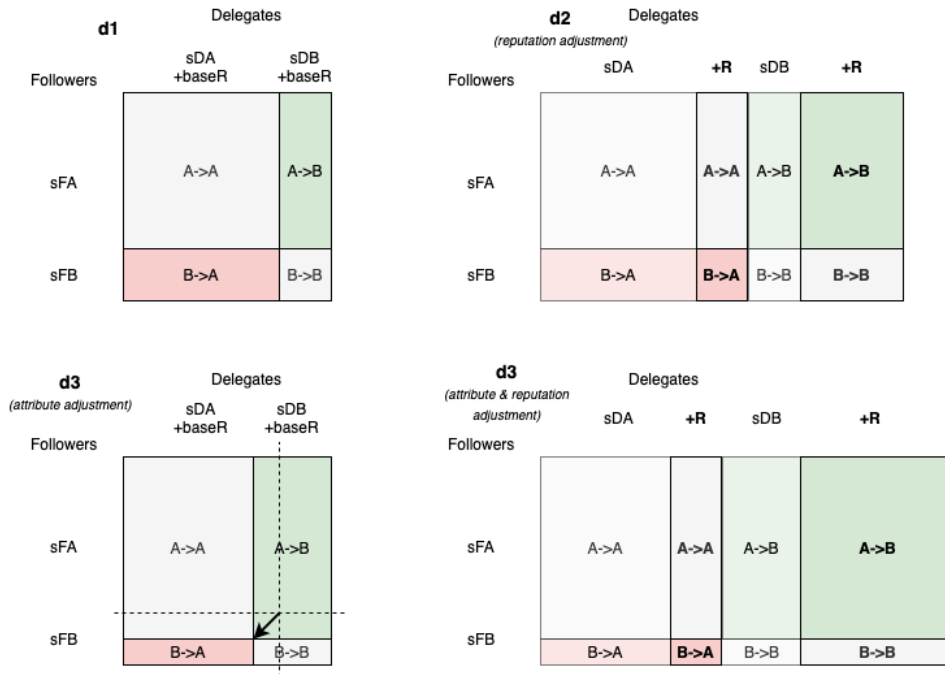 d1
Delegates
sDA
+baseR
sDB
+baseR
Followers
sFA
A->A
A->B
sFB
B->A
B->B
d2
(reputation adjustment)
Delegates
Followers
sDA
+R
sDB
+R
sFA
A->A
A->A
A->B
A->B
sFB
B->A
B->A
B->B
B->B
d3
(attribute adjustment)
Delegates
sDA
+baseR
sDB
+baseR
Followers
sFA
A->A
A->B
sFB
B->A
B->B
d3
(attribute & reputation
adjustment)
Delegates
sDA
+R
sDB
+R
Followers
sFA
A->A
A->A
A->B
A->B
sFB
B->A
B->A
B->B
B->B